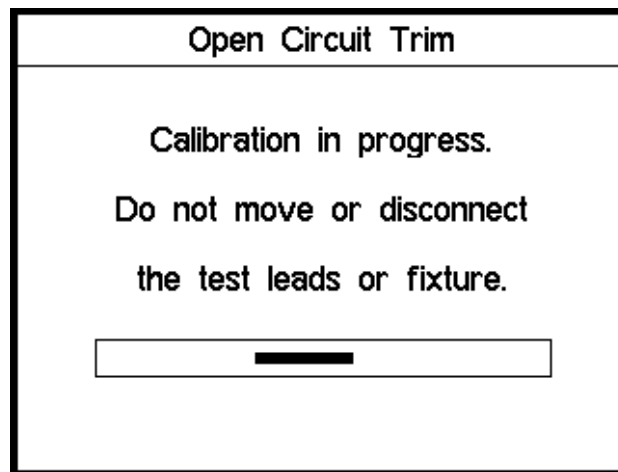 Open Circuit Trim
Calibration in progress.
Do not move or disconnect
the test leads or fixture.